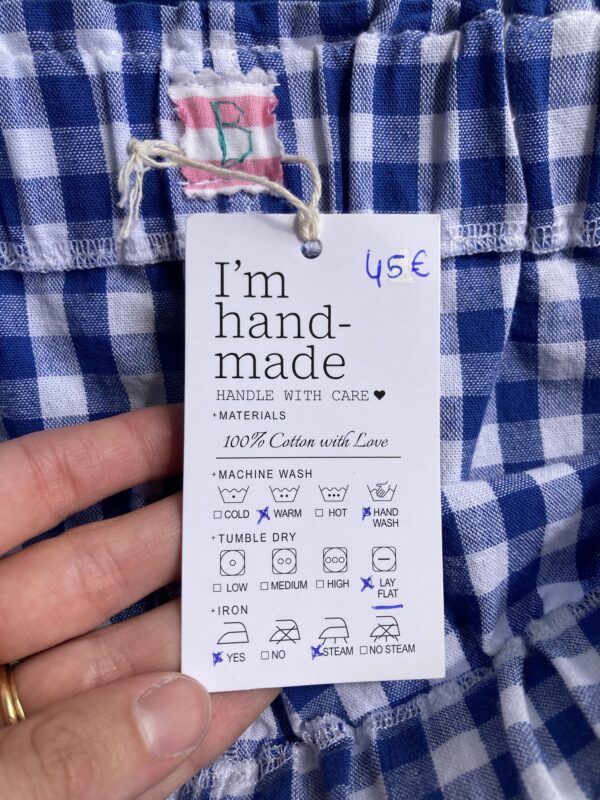 B
45€
I'm
hand-
made
HANDLE WITH CARE♥
+MATERIALS
100% Cotton with Love
+MACHINE WASH
COLD WARM HOT HAND
WASH
+TUMBLE DRY
LOW MEDIUM HIGH LAY
FLAT
+IRON
YES NO STEAM NO STEAM